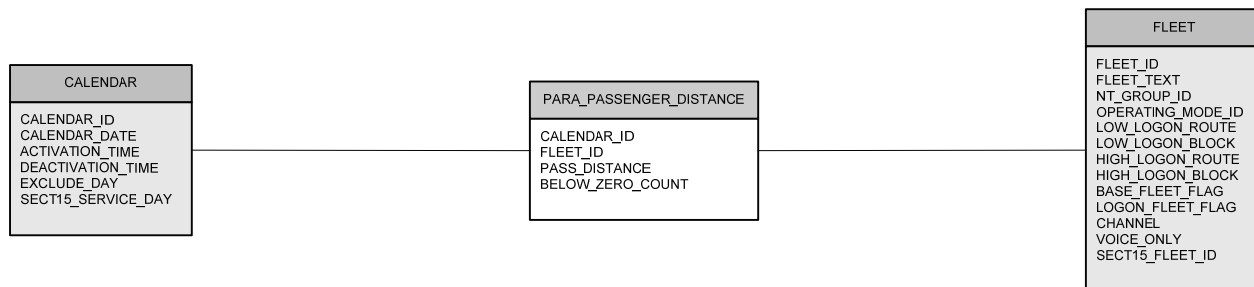 CALENDAR
CALENDAR_ID
CALENDAR_DATE
ACTIVATION_TIME
DEACTIVATION_TIME
EXCLUDE_DAY
SECT15_SERVICE_DAY
PARA_PASSENGER_DISTANCE
CALENDAR_ID
FLEET_ID
PASS_DISTANCE
BELOW_ZERO_COUNT
FLEET
FLEET_ID
FLEET_TEXT
NT_GROUP_ID
OPERATING_MODE_ID
LOW_LOGON_ROUTE
LOW_LOGON_BLOCK
HIGH_LOGON_ROUTE
HIGH_LOGON_BLOCK
BASE_FLEET_FLAG
LOGON_FLEET_FLAG
CHANNEL
VOICE_ONLY
SECT15_FLEET_ID